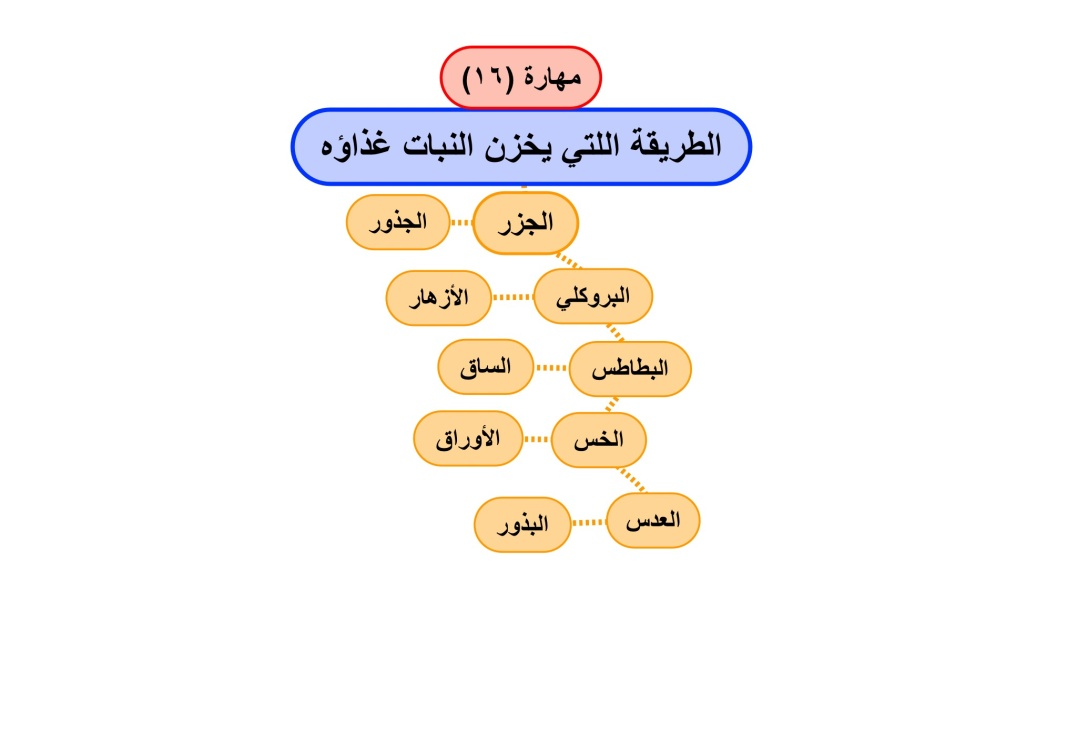 مهارة (١٦)
الطريقة اللتي يخزن النبات غذاؤه
الجزر
الجذور
البروكلي
الأزهار
البطاطس
الساق
الخس
الأوراق
العدس
البذور